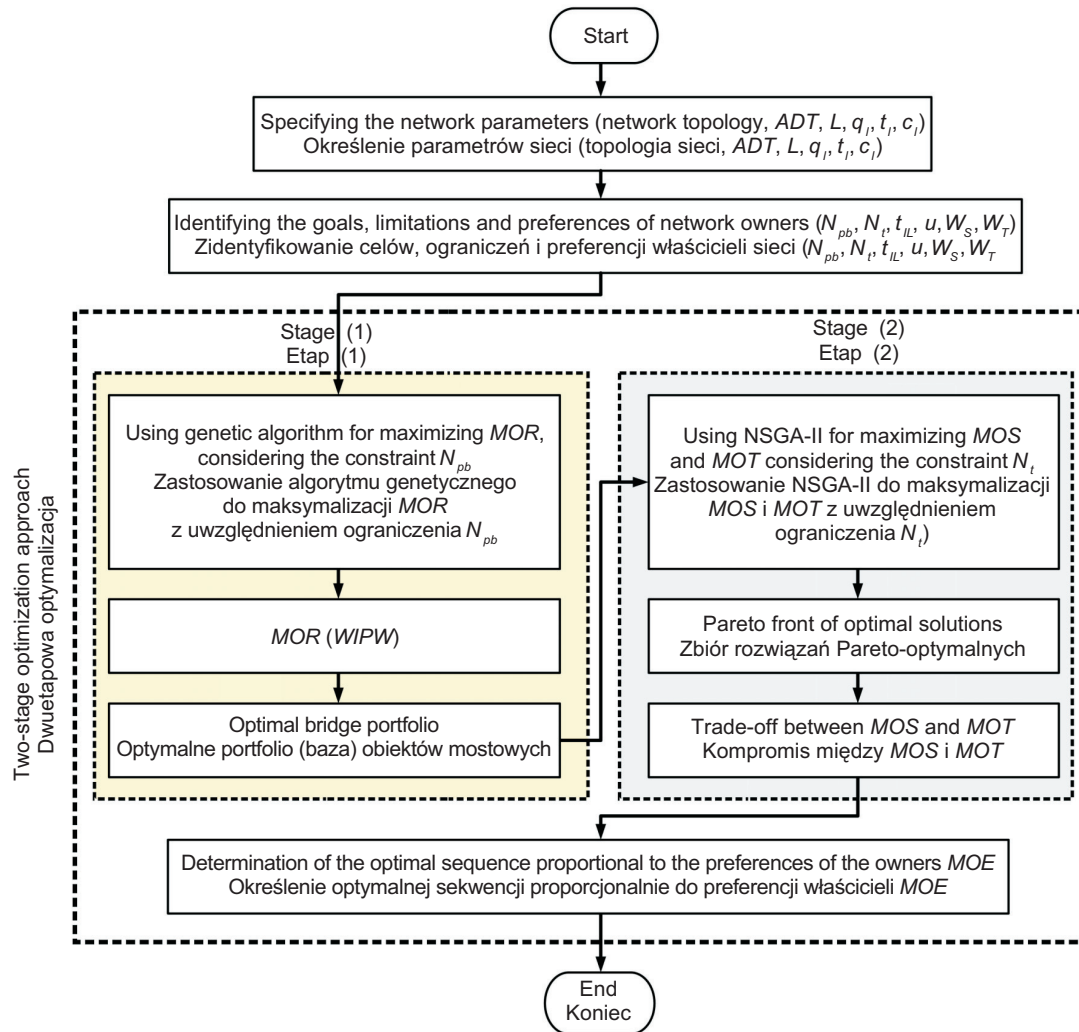 Start
Specifying the network parameters (network topology, ADT, L, q_l, t_l, c_l)
Określenie parametrów sieci (topologia sieci, ADT, L, q_l, t_l, c_l)
Identifying the goals, limitations and preferences of network owners (N_pb, N_t, t_IL, u, W_S, W_T)
Zidentyfikowanie celów, ograniczeń i preferencji właścicieli sieci (N_pb, N_t, t_IL, u, W_S, W_T
Two-stage optimization approach
Dwuetapowa optymalizacja
Stage (1)
Etap (1)
Using genetic algorithm for maximizing MOR,
considering the constraint N_pb
Zastosowanie algorytmu genetycznego
do maksymalizacji MOR
z uwzględnieniem ograniczenia N_pb
MOR (WIPW)
Optimal bridge portfolio
Optymalne portfolio (baza) obiektów mostowych
Stage (2)
Etap (2)
Using NSGA-II for maximizing MOS
and MOT considering the constraint N_t
Zastosowanie NSGA-II do maksymalizacji
MOS i MOT z uwzględnieniem
ograniczenia N_t)
Pareto front of optimal solutions
Zbiór rozwiązań Pareto-optymalnych
Trade-off between MOS and MOT
Kompromis między MOS i MOT
Determination of the optimal sequence proportional to the preferences of the owners MOE
Określenie optymalnej sekwencji proporcjonalnie do preferencji właścicieli MOE
End
Koniec